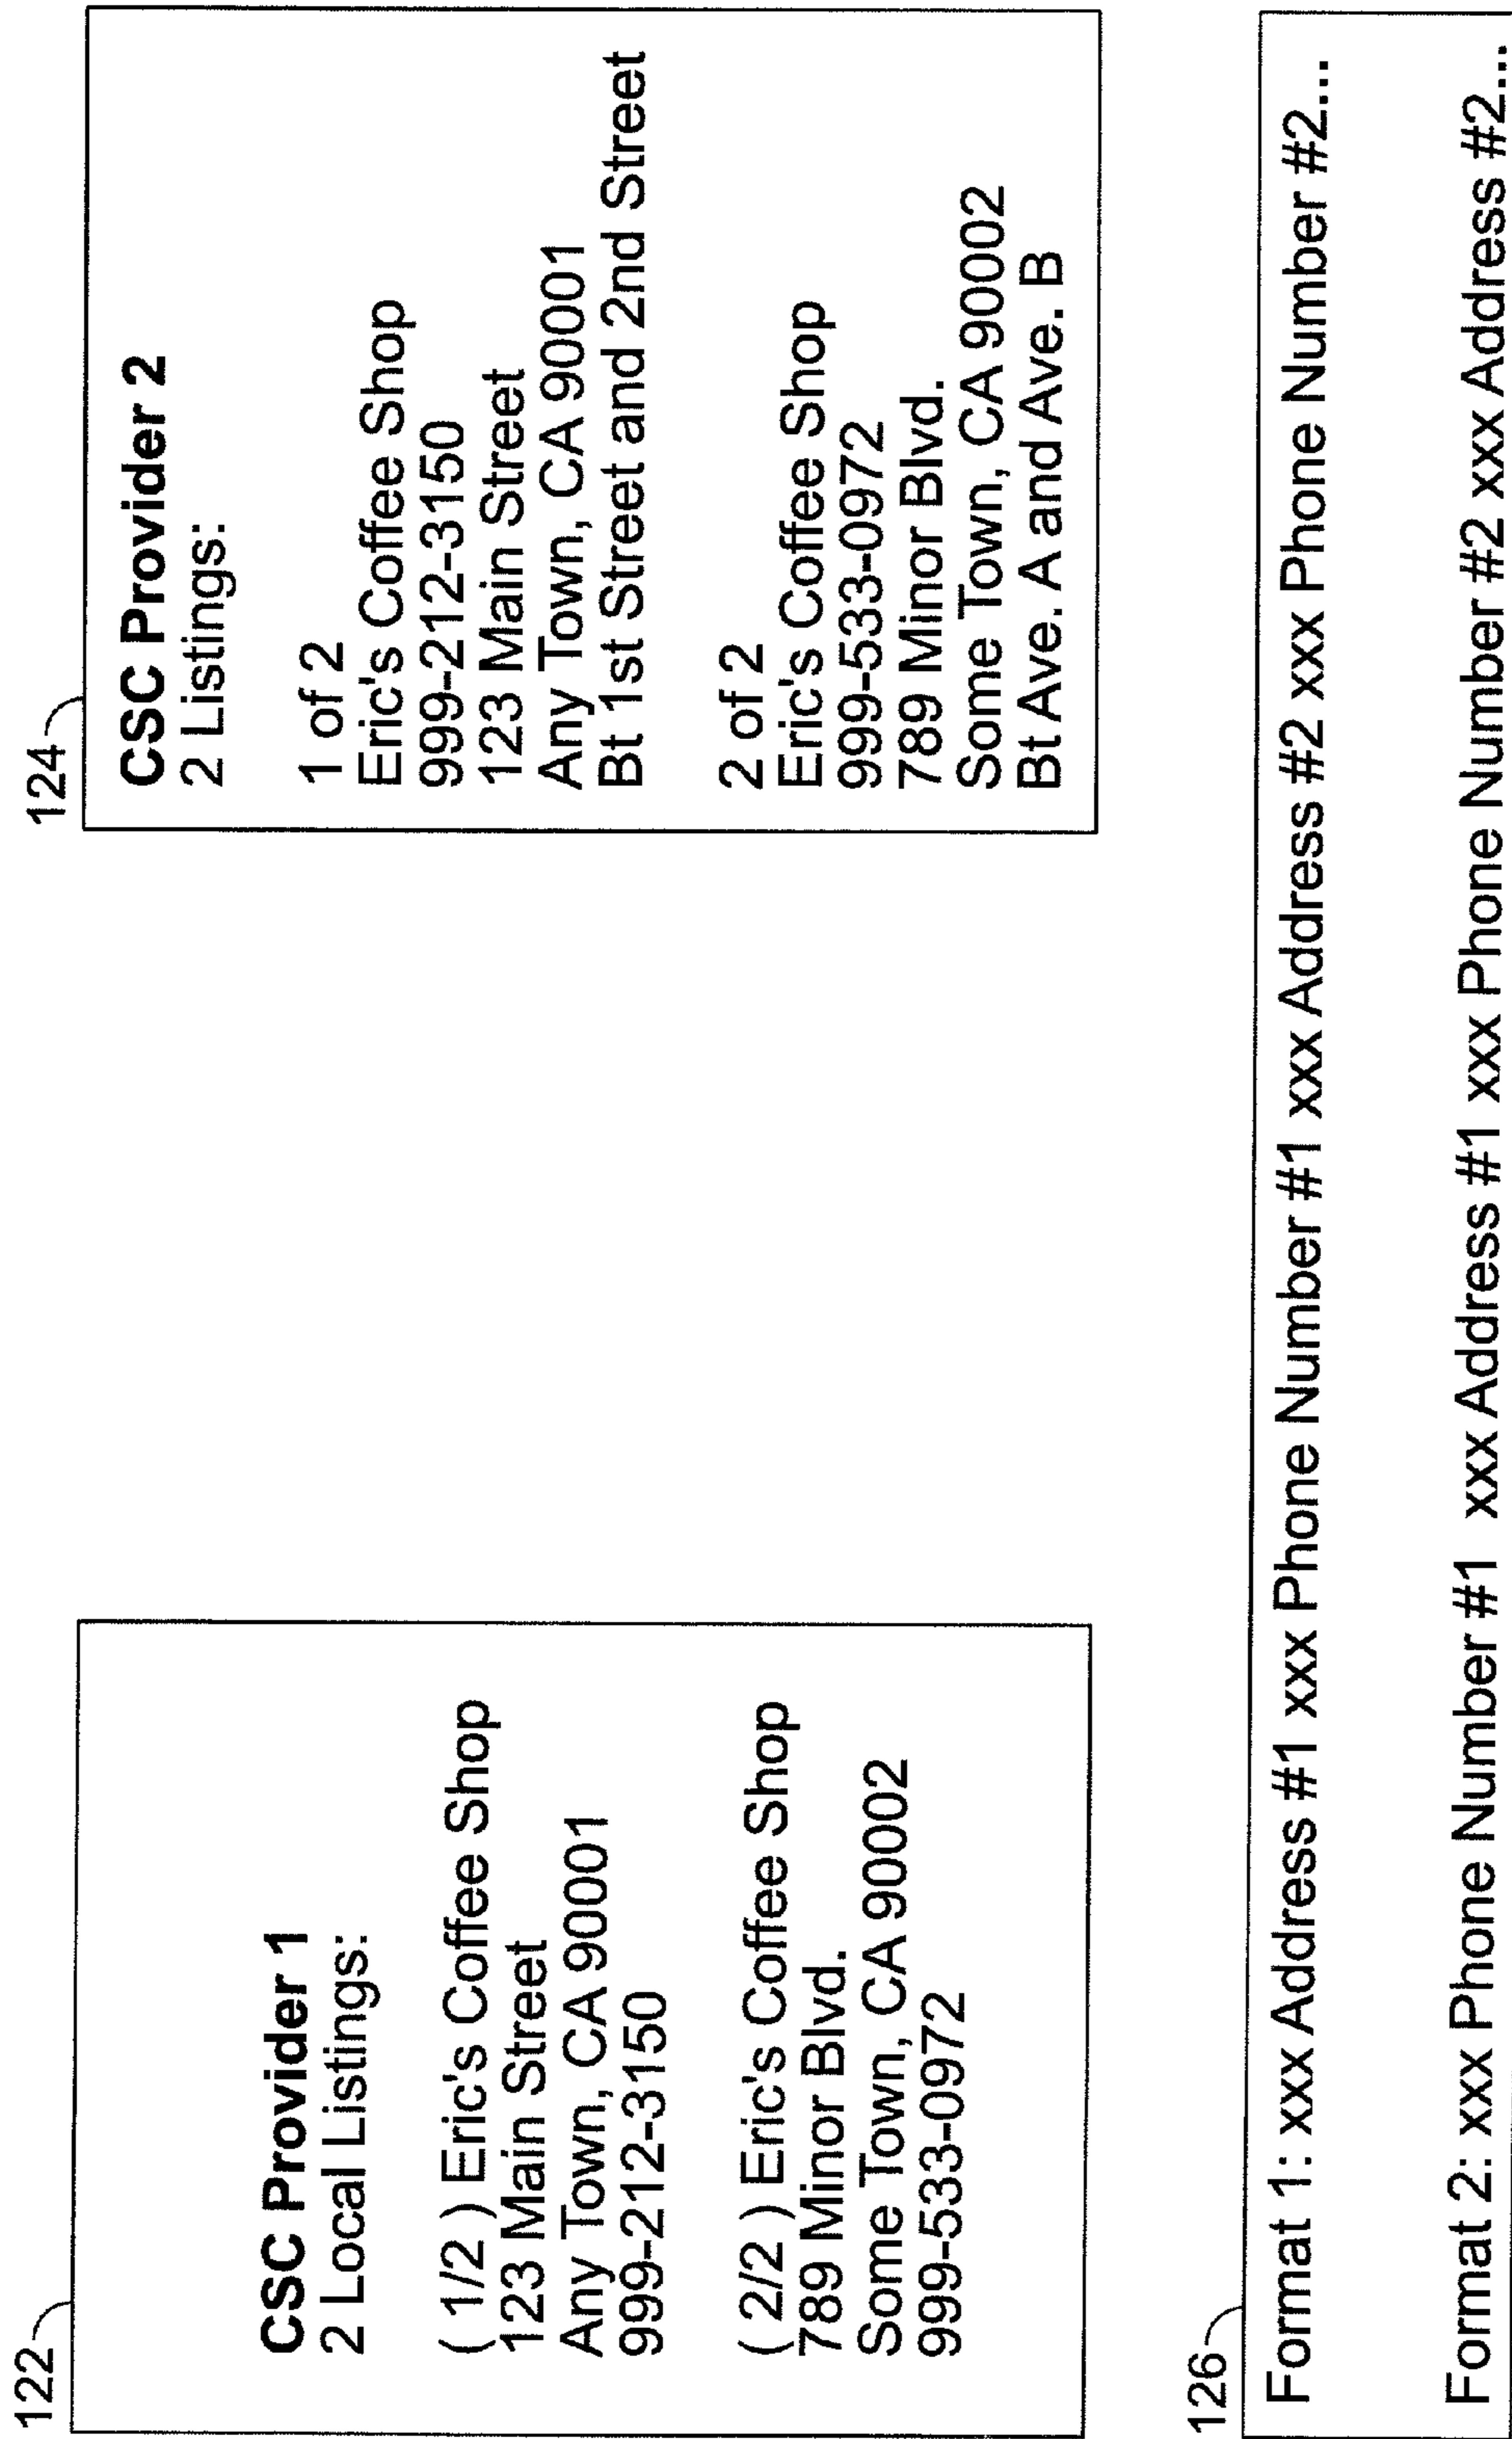 122
CSC Provider 1
2 Local Listings:
( 1/2 ) Eric's Coffee Shop
123 Main Street
Any Town, CA 90001
999-212-3150
( 2/2 ) Eric's Coffee Shop
789 Minor Blvd.
Some Town, CA 90002
999-533-0972
124
CSC Provider 2
2 Listings:
1 of 2
Eric's Coffee Shop
999-212-3150
123 Main Street
Any Town, CA 90001
Bt 1st Street and 2nd Street
2 of 2
Eric's Coffee Shop
999-533-0972
789 Minor Blvd.
Some Town, CA 90002
Bt Ave. A and Ave. B
126
Format 1: xxx Address #1 xxx Phone Number #1 xxx Address #2 xxx Phone Number #2...
Format 2: xxx Phone Number #1 xxx Address #1 xxx Phone Number #2 xxx Address #2...